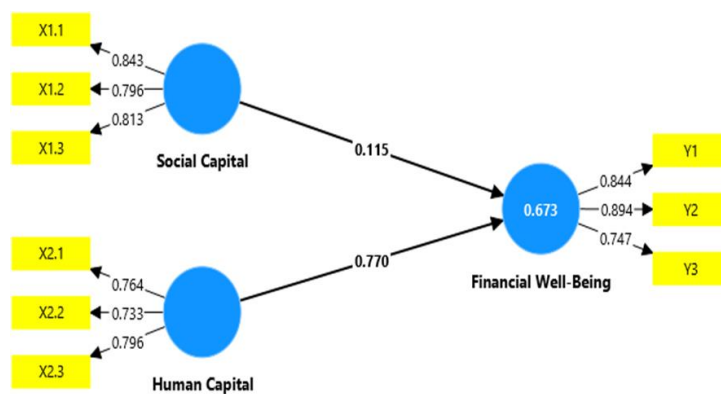 X1.1
0.843
X1.2
0.796
0.813
X1.3
Social Capital
0.115
Y1
0.844
0.673
0.894
Y2
0.747
Y3
Financial Well-Being
0.770
X2.1
0.764
X2.2
0.733
0.796
X2.3
Human Capital